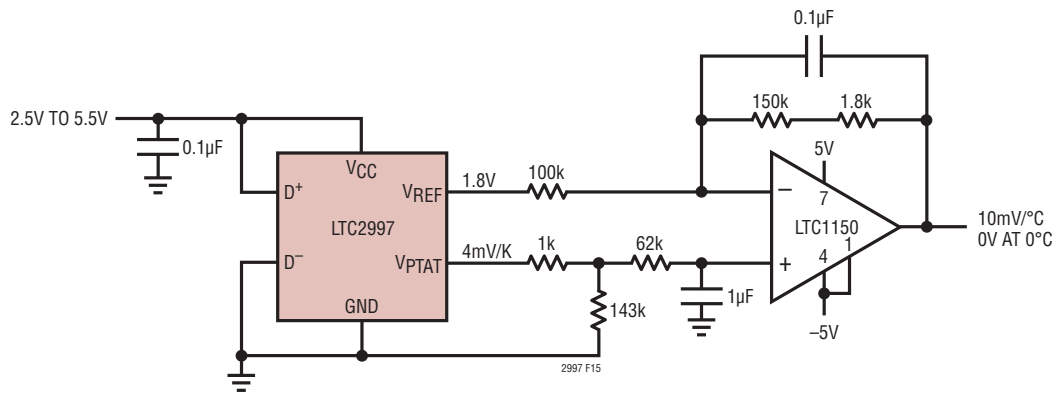 0.1µF
150k
1.8k
2.5V TO 5.5V
0.1µF
VCC
D+
VREF
1.8V
100k
5V
7
–
LTC2997
LTC1150
1
10mV/°C
0V AT 0°C
D–
VPTAT
4mV/K
1k
62k
+
4
GND
143k
1µF
–5V
2997 F15